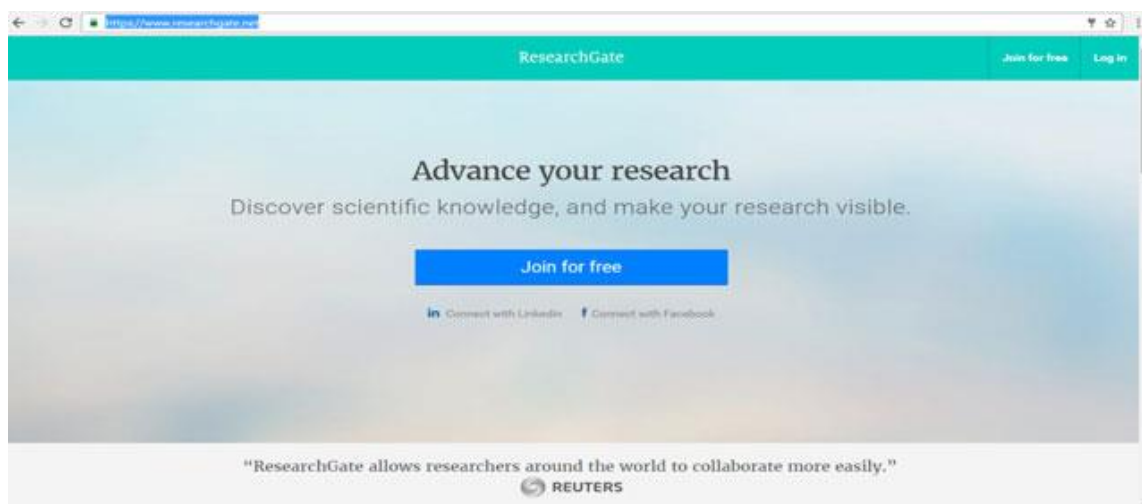 https://www.researchgate.net
ResearchGate
Join for free
Log in
Advance your research
Discover scientific knowledge, and make your research visible.
Join for free
in Connect with LinkedIn f Connect with Facebook
“ResearchGate allows researchers around the world to collaborate more easily.”
REUTERS